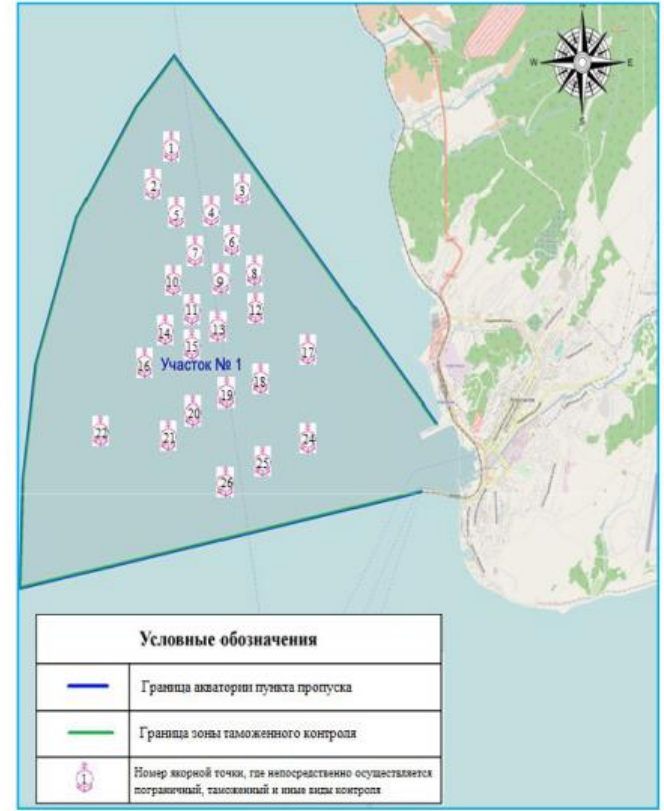 N
W
E
S
1
2
3
5
4
6
7
8
10
9
11
12
13
14
15
17
16
Участок № 1
18
19
20
22
21
24
25
26
Условные обозначения
Граница акватории пункта пропуска
Граница зоны таможенного контроля
1
Номер якорной точки, где непосредственно осуществляется
пограничный, таможенный и иные виды контроля